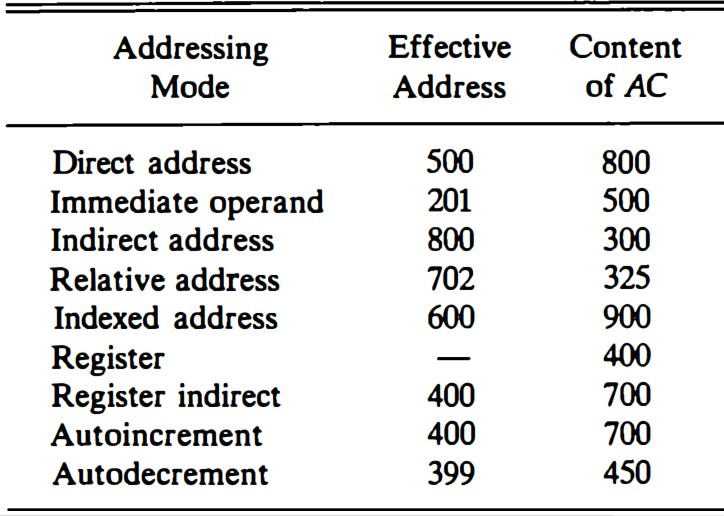 Addressing Mode Effective Address Content of AC
Direct address 500 800
Immediate operand 201 500
Indirect address 800 300
Relative address 702 325
Indexed address 600 900
Register — 400
Register indirect 400 700
Autoincrement 400 700
Autodecrement 399 450